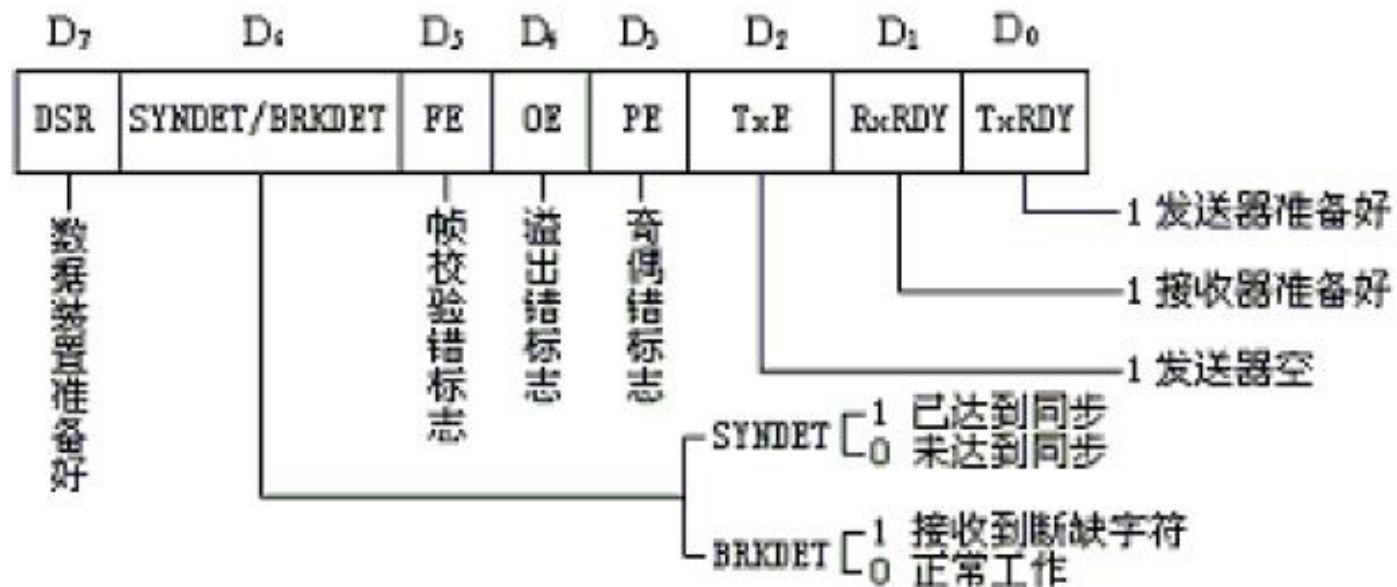 D₇ D₆ D₅ D₄ D₃ D₂ D₁ D₀
DSR SYNDET/BRKDET FE OE PE TxE RxRDY TxRDY
数据装置准备好
帧校验错标志
溢出错标志
奇偶错标志
1 发送器准备好
1 接收器准备好
1 发送器空
SYNDET
1 已达到同步
0 未达到同步
BRKDET
1 接收到断缺字符
0 正常工作